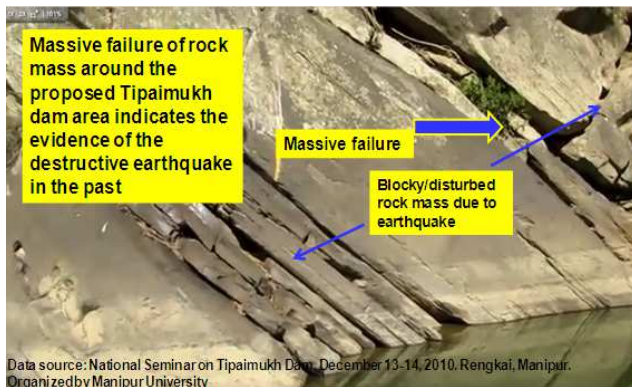 Massive failure of rock
mass around the
proposed Tipaimukh
dam area indicates the
evidence of the
destructive earthquake
in the past
Massive failure
Blocky/disturbed
rock mass due to
earthquake
Data source: National Seminar on Tipaimukh Dam, December 13-14, 2010. Rengkai, Manipur.
Organized by Manipur University